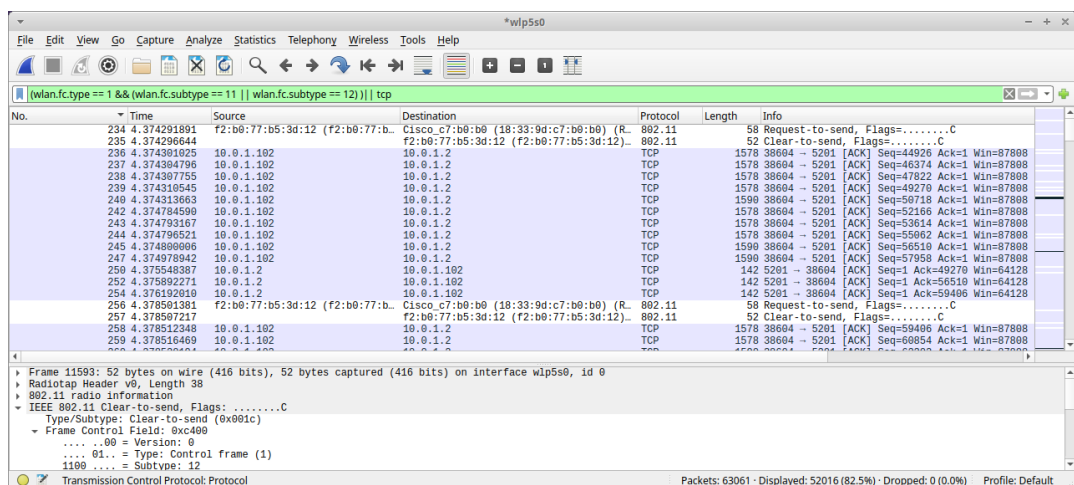 *wlp5s0
File Edit View Go Capture Analyze Statistics Telephony Wireless Tools Help
(wlan.fc.type == 1 && (wlan.fc.subtype == 11 || wlan.fc.subtype == 12) )|| tcp
No. Time Source Destination Protocol Length Info
234 4.374291891 f2:b0:77:b5:3d:12 (f2:b0:77:b… Cisco_c7:b0:b0 (18:33:9d:c7:b0:b0) (R… 802.11 58 Request-to-send, Flags=........C
235 4.374296644 f2:b0:77:b5:3d:12 (f2:b0:77:b5:3d:12)… 802.11 52 Clear-to-send, Flags=........C
236 4.374301025 10.0.1.102 10.0.1.2 TCP 1578 38604 → 5201 [ACK] Seq=44926 Ack=1 Win=87808
237 4.374304796 10.0.1.102 10.0.1.2 TCP 1578 38604 → 5201 [ACK] Seq=46374 Ack=1 Win=87808
238 4.374307755 10.0.1.102 10.0.1.2 TCP 1578 38604 → 5201 [ACK] Seq=47822 Ack=1 Win=87808
239 4.374310545 10.0.1.102 10.0.1.2 TCP 1578 38604 → 5201 [ACK] Seq=49270 Ack=1 Win=87808
240 4.374313663 10.0.1.102 10.0.1.2 TCP 1590 38604 → 5201 [ACK] Seq=50718 Ack=1 Win=87808
242 4.374784590 10.0.1.102 10.0.1.2 TCP 1578 38604 → 5201 [ACK] Seq=52166 Ack=1 Win=87808
243 4.374793167 10.0.1.102 10.0.1.2 TCP 1578 38604 → 5201 [ACK] Seq=53614 Ack=1 Win=87808
244 4.374796521 10.0.1.102 10.0.1.2 TCP 1578 38604 → 5201 [ACK] Seq=55062 Ack=1 Win=87808
245 4.374800006 10.0.1.102 10.0.1.2 TCP 1590 38604 → 5201 [ACK] Seq=56510 Ack=1 Win=87808
247 4.374978942 10.0.1.102 10.0.1.2 TCP 1590 38604 → 5201 [ACK] Seq=57958 Ack=1 Win=87808
250 4.375548387 10.0.1.2 10.0.1.102 TCP 142 5201 → 38604 [ACK] Seq=1 Ack=49270 Win=64128
252 4.375892271 10.0.1.2 10.0.1.102 TCP 142 5201 → 38604 [ACK] Seq=1 Ack=56510 Win=64128
254 4.376192010 10.0.1.2 10.0.1.102 TCP 142 5201 → 38604 [ACK] Seq=1 Ack=59406 Win=64128
256 4.378501381 f2:b0:77:b5:3d:12 (f2:b0:77:b… Cisco_c7:b0:b0 (18:33:9d:c7:b0:b0) (R… 802.11 58 Request-to-send, Flags=........C
257 4.378507217 f2:b0:77:b5:3d:12 (f2:b0:77:b5:3d:12)… 802.11 52 Clear-to-send, Flags=........C
258 4.378512348 10.0.1.102 10.0.1.2 TCP 1578 38604 → 5201 [ACK] Seq=59406 Ack=1 Win=87808
259 4.378516469 10.0.1.102 10.0.1.2 TCP 1578 38604 → 5201 [ACK] Seq=60854 Ack=1 Win=87808
Frame 11593: 52 bytes on wire (416 bits), 52 bytes captured (416 bits) on interface wlp5s0, id 0
Radiotap Header v0, Length 38
802.11 radio information
IEEE 802.11 Clear-to-send, Flags: ........C
Type/Subtype: Clear-to-send (0x001c)
Frame Control Field: 0xc400
.... ..00 = Version: 0
.... 01.. = Type: Control frame (1)
1100 .... = Subtype: 12
Transmission Control Protocol: Protocol Packets: 63061 · Displayed: 52016 (82.5%) · Dropped: 0 (0.0%) Profile: Default